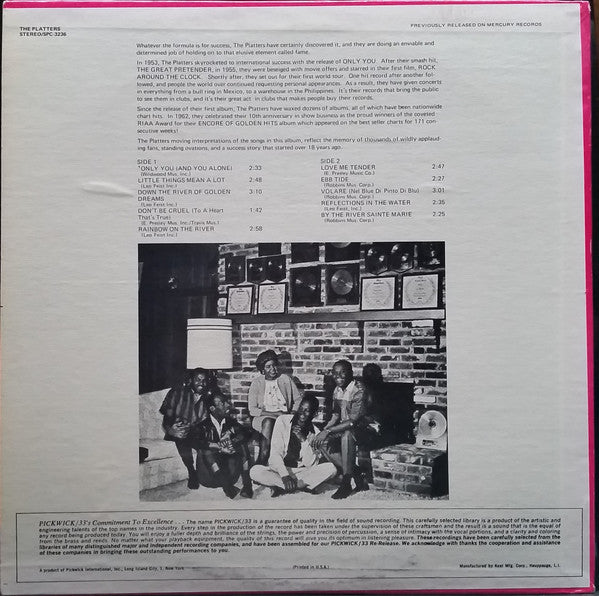 THE PLATTERS
STEREO/SPC-3236
PREVIOUSLY RELEASED ON MERCURY RECORDS
Whatever the formula is for success, The Platters have certainly discovered it, and they are doing an enviable and
determined job of holding on to that elusive element called fame.
In 1953, The Platters skyrocketed to international success with the release of ONLY YOU. After their smash hit,
THE GREAT PRETENDER, in 1955, they were beseiged with movie offers and starred in their first film, ROCK
AROUND THE CLOCK. Shortly after, they set out for their first world tour. One hit record after another fol-
lowed, and people the world over continued requesting personal appearances. As a result, they have given concerts
in everything from a bull ring in Mexico, to a warehouse in the Philippines. It's their records that bring the public
to see them in clubs, and it's their great act in clubs that makes people buy their records.
Since the release of their first album, The Platters have waxed dozens of albums, all of which have been nationwide
chart hits. In 1962, they celebrated their 10th anniversary in show business as the proud winners of the coveted
RIAA Award for their ENCORE OF GOLDEN HITS album which appeared on the best seller charts for 171 con-
secutive weeks!
The Platters moving interpretations of the songs in this album, reflect the memory of thousands of wildly applaud-
ing fans, standing ovations, and a success story that started over 18 years ago.
SIDE 1
"ONLY YOU (AND YOU ALONE) 2:33
(Wildwood Mus. Inc.)
LITTLE THINGS MEAN A LOT 2:48
(Leo Feist Inc.)
DOWN THE RIVER OF GOLDEN 3:10
DREAMS
(Leo Feist, Inc.)
DON'T BE CRUEL (To A Heart 1:42
That's True)
(E. Presley Mus. Inc./Travis Mus.)
RAINBOW ON THE RIVER 2:58
(Leo Feist Inc.)
SIDE 2
LOVE ME TENDER 2:47
(E. Presley Music Co.)
EBB TIDE 2:27
(Robbins Mus. Corp.)
VOLARE (Nel Blue Di Pinto Di Blu) 3:01
(Robbins Mus. Corp.)
REFLECTIONS IN THE WATER 2:35
(Robbins Mus. Corp.)
BY THE RIVER SAINTE MARIE 2:25
(Robbins Mus. Corp.)
PICKWICK/33's Commitment To Excellence . . . The name PICKWICK/33 is a guarantee of quality in the field of sound recording. This carefully selected library is a product of the artistic and
engineering talents of the top names in the industry. Every step in the production of the record has been taken under the supervision of these craftsmen and the result is a sound that is the equal of
any record being produced today. You will enjoy a fuller depth and brilliance of the strings, the power and precision of percussion, a sense of intimacy with the vocal portions, and a clarity and coloring
from the brass and reeds. No matter what your playback equipment, the quality of this record will give you its optimum in listening pleasure. These recordings have been carefully selected from the
libraries of many distinguished major and independent recording companies, and have been assembled for our PICKWICK/33 Re-Release. We acknowledge with thanks the cooperation and assistance
of these companies in bringing these outstanding performances to you.
A product of Pickwick International, Inc., Long Island City, 1, New York
(Printed in U.S.A.)
Manufactured by Keel Mfg. Corp., Hauppauge, L.I.